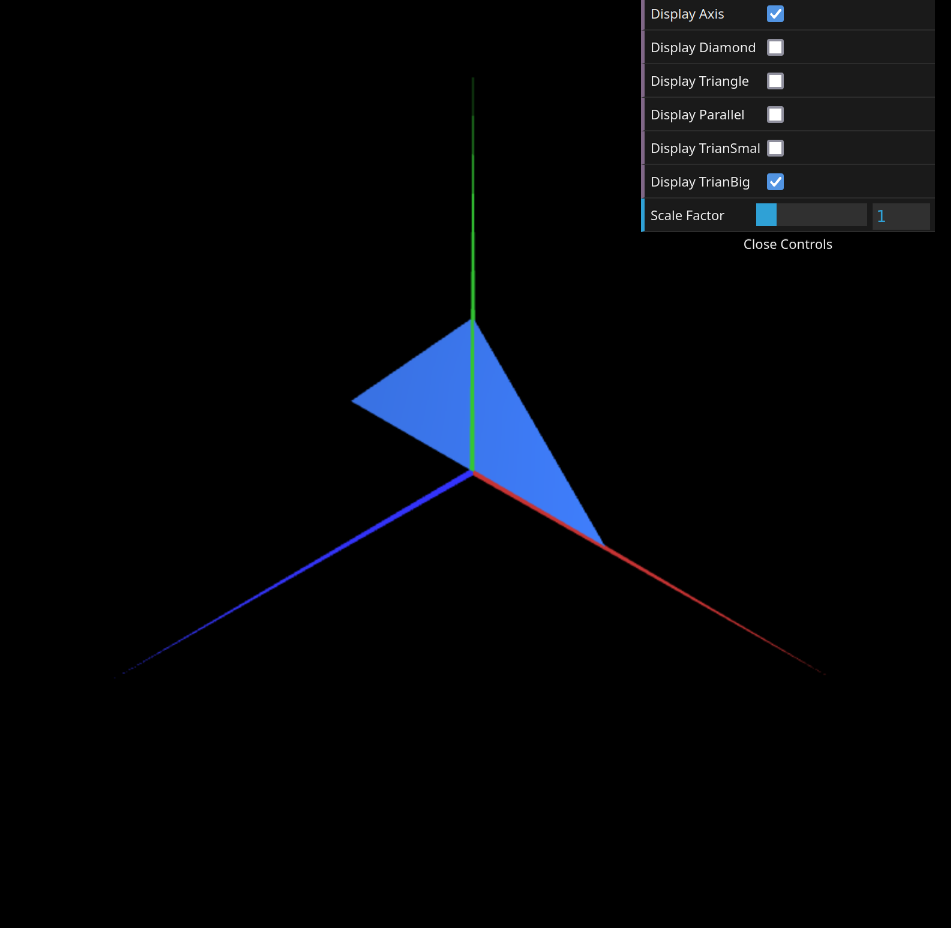 Display Axis
Display Diamond
Display Triangle
Display Parallel
Display TrianSmal
Display TrianBig
Scale Factor 1
Close Controls